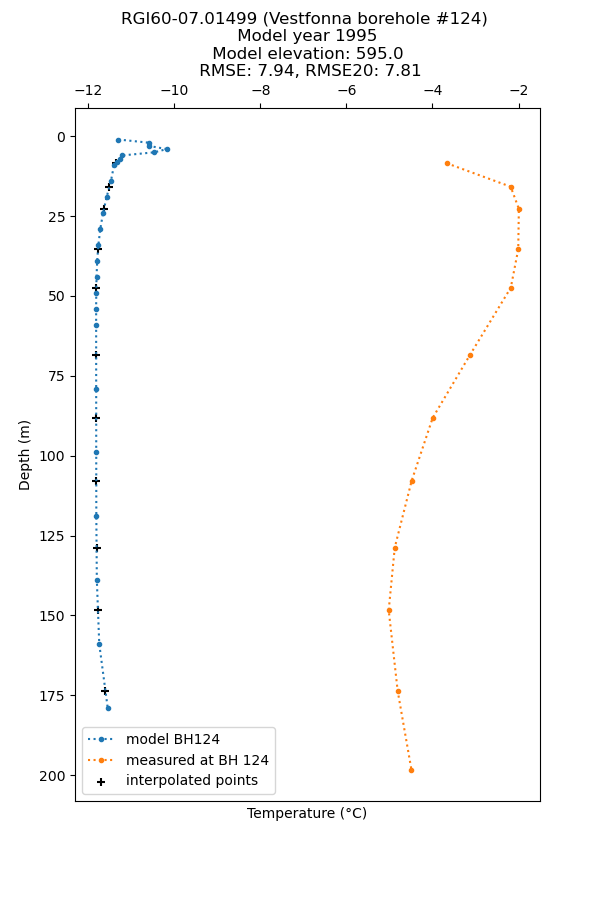 RGI60-07.01499 (Vestfonna borehole #124)
Model year 1995
Model elevation: 595.0
RMSE: 7.94, RMSE20: 7.81
−12 −10 −8 −6 −4 −2
0
25
50
75
100
125
150
175
200
Depth (m)
model BH124
measured at BH 124
interpolated points
Temperature (°C)